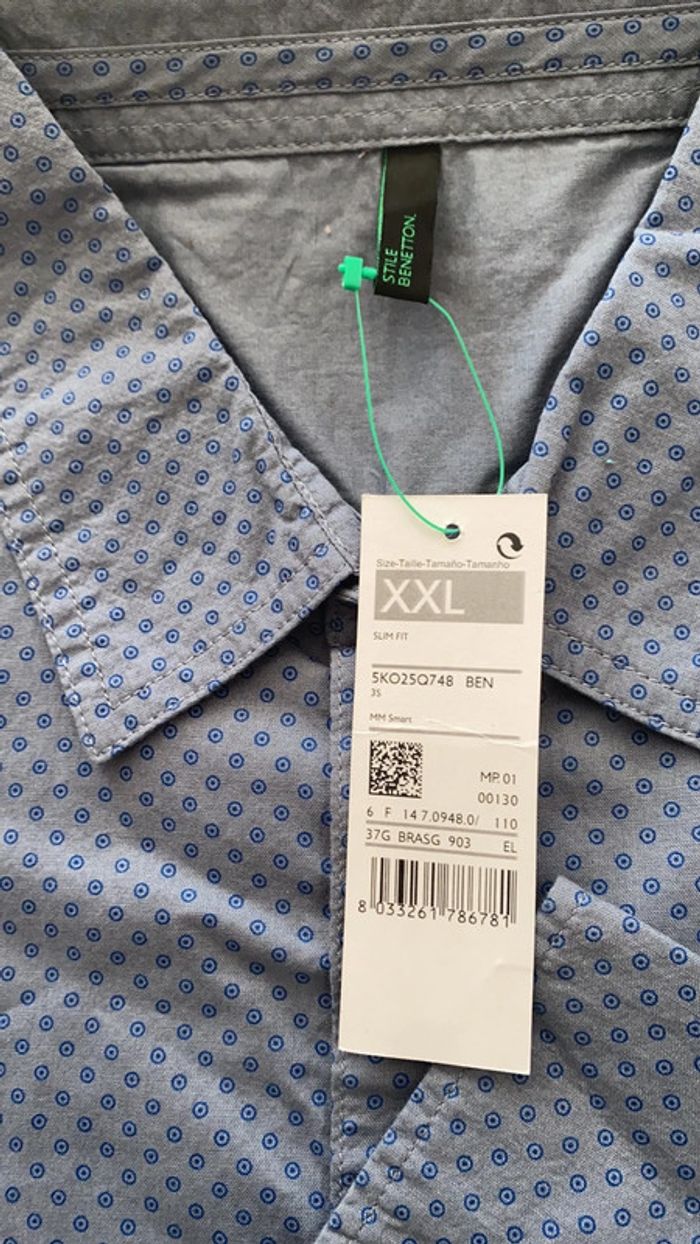 STILE
BENETTON.
Size-Taille-Tamaño-Tamanho
XXL
SLIM FIT
5KO25Q748 BEN
3S
MM Smart
MP. 01
00130
6 F 14 7.0948.0/ 110
37G BRASG 903 EL
8 033261 786781